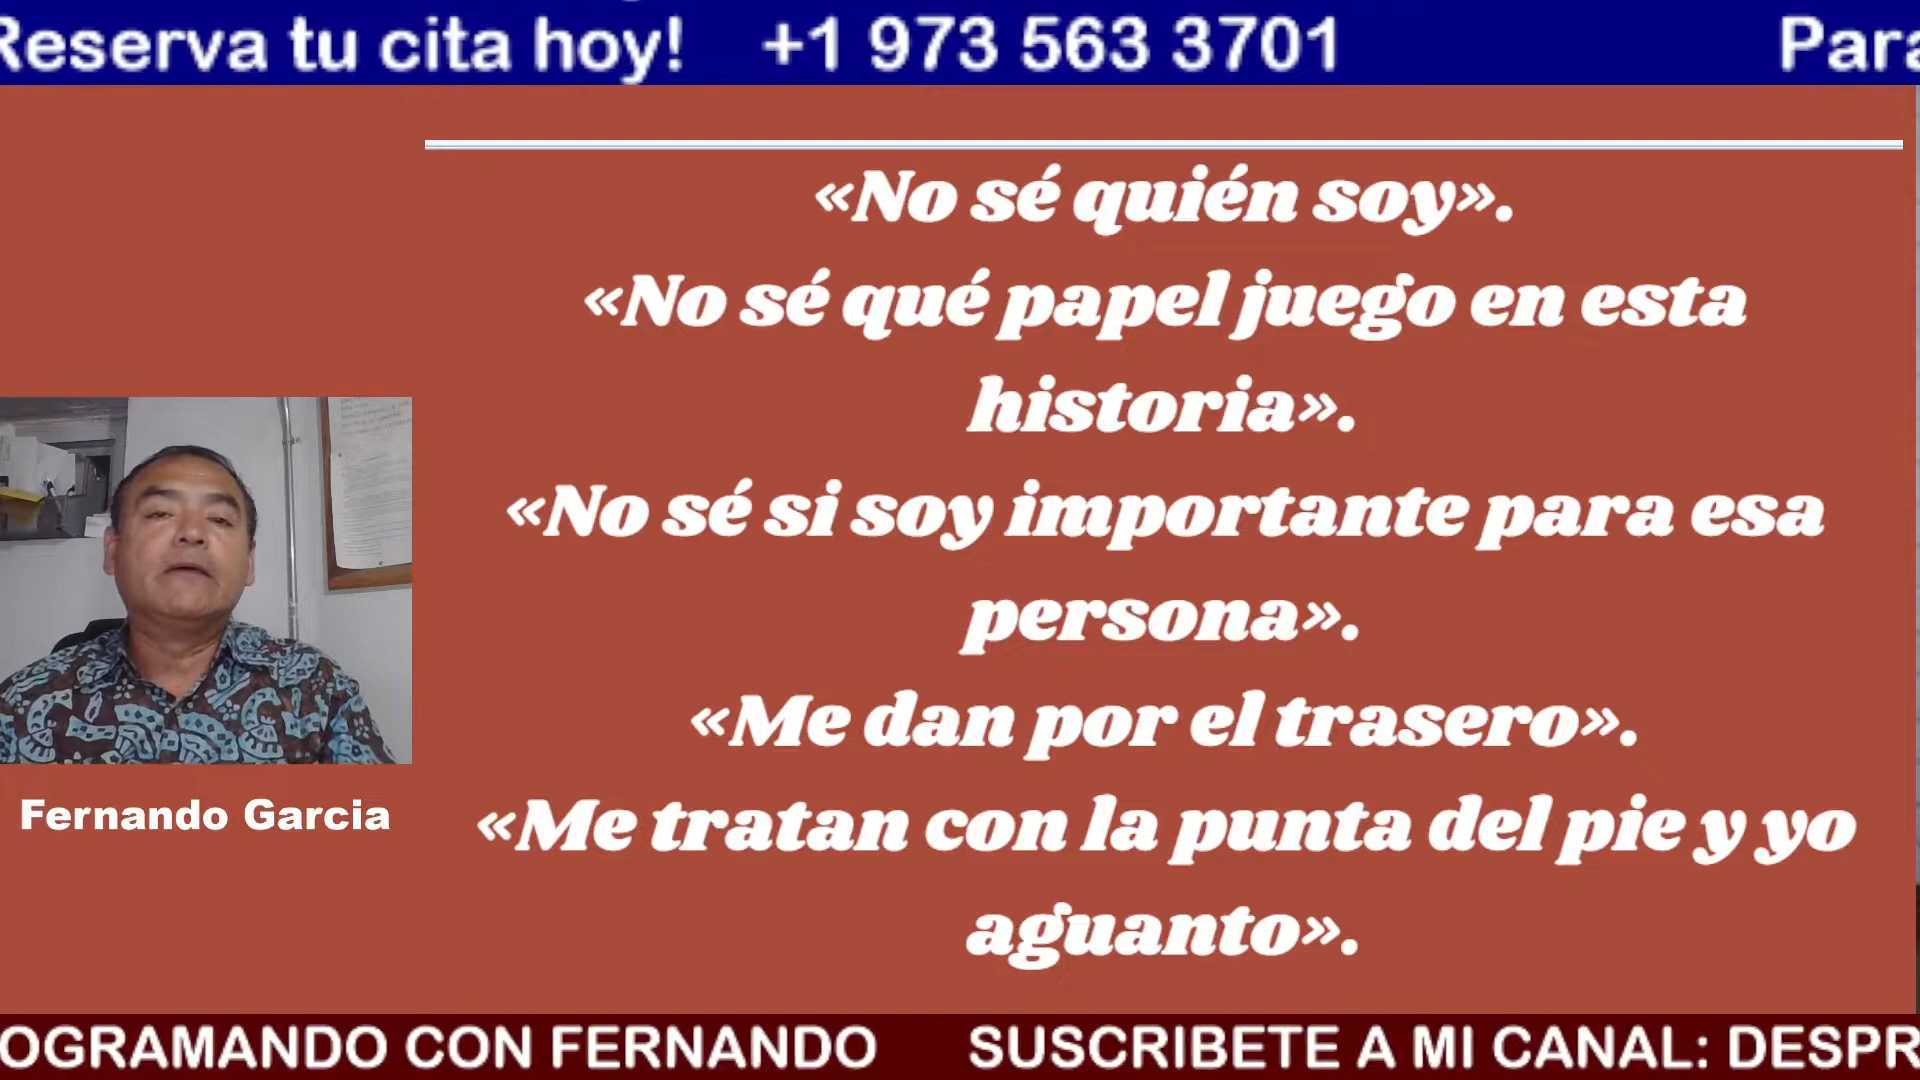 Reserva tu cita hoy! +1 973 563 3701 Para
«No sé quién soy».
«No sé qué papel juego en esta
historia».
«No sé si soy importante para esa
persona».
«Me dan por el trasero».
«Me tratan con la punta del pie y yo
aguanto».
Fernando Garcia
OGRAMANDO CON FERNANDO SUSCRIBETE A MI CANAL: DESPR